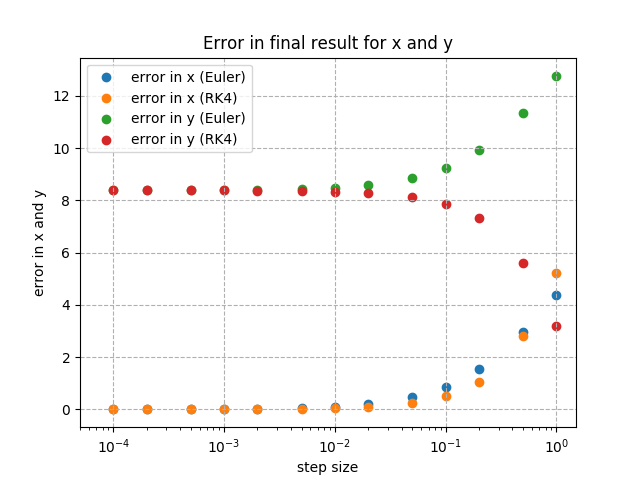 Error in final result for x and y
error in x (Euler)
error in x (RK4)
error in y (Euler)
error in y (RK4)
error in x and y
12
10
8
6
4
2
0
10⁻⁴
10⁻³
10⁻²
10⁻¹
10⁰
step size